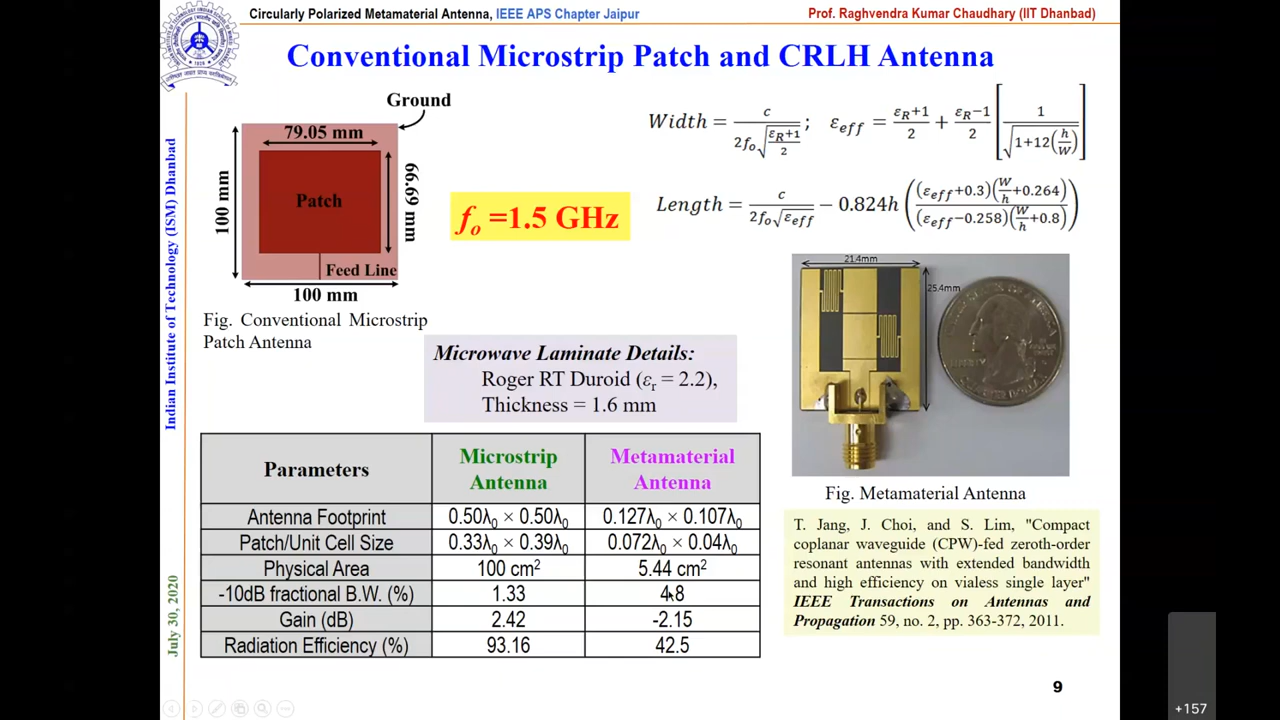 Circularly Polarized Metamaterial Antenna, IEEE APS Chapter Jaipur
Prof. Raghvendra Kumar Chaudhary (IIT Dhanbad)
Conventional Microstrip Patch and CRLH Antenna
Indian Institute of Technology (ISM) Dhanbad
July 30, 2020
Ground
79.05 mm
100 mm
Patch
66.69 mm
Feed Line
100 mm
Fig. Conventional Microstrip
Patch Antenna
fo =1.5 GHz
Width = c / (2fo√((εR+1)/2)) ; εeff = (εR+1)/2 + (εR−1)/2 [1 / √(1+12(h/W))]
Length = c / (2fo√εeff) − 0.824h ( (εeff+0.3)(W/h+0.264) / (εeff−0.258)(W/h+0.8) )
21.4mm
25.4mm
Fig. Metamaterial Antenna
Microwave Laminate Details:
Roger RT Duroid (εr = 2.2),
Thickness = 1.6 mm
Parameters Microstrip Antenna Metamaterial Antenna
Antenna Footprint 0.50λ0 × 0.50λ0 0.127λ0 × 0.107λ0
Patch/Unit Cell Size 0.33λ0 × 0.39λ0 0.072λ0 × 0.04λ0
Physical Area 100 cm² 5.44 cm²
-10dB fractional B.W. (%) 1.33 4.8
Gain (dB) 2.42 -2.15
Radiation Efficiency (%) 93.16 42.5
T. Jang, J. Choi, and S. Lim, "Compact
coplanar waveguide (CPW)-fed zeroth-order
resonant antennas with extended bandwidth
and high efficiency on vialess single layer"
IEEE Transactions on Antennas and
Propagation 59, no. 2, pp. 363-372, 2011.
9
+157